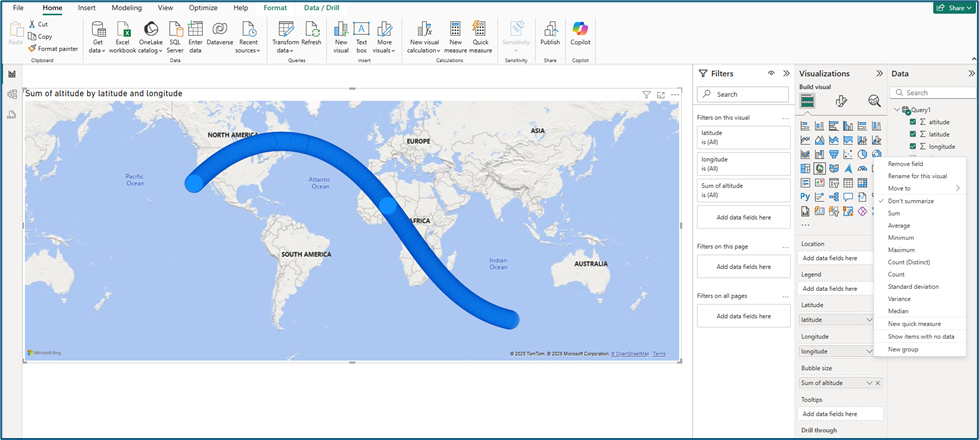 File Home Insert Modeling View Optimize Help Format Data / Drill Share
Paste
Cut
Copy
Format painter
Get data
Excel workbook
OneLake catalog
SQL Server
Enter data
Dataverse
Recent sources
Transform data
Refresh
New visual
Text box
More visuals
New visual calculation
New measure
Quick measure
Sensitivity
Publish
Copilot
Clipboard Data Queries Insert Calculations Sensitivity Share Copilot
Sum of altitude by latitude and longitude
NORTH AMERICA
EUROPE
ASIA
Pacific Ocean
Atlantic Ocean
AFRICA
SOUTH AMERICA
Indian Ocean
AUSTRALIA
Microsoft Bing
© 2025 TomTom, © 2025 Microsoft Corporation, © OpenStreetMap Terms
Filters
Search
Filters on this visual
latitude
is (All)
longitude
is (All)
Sum of altitude
is (All)
Add data fields here
Filters on this page
Add data fields here
Filters on all pages
Add data fields here
Visualizations
Build visual
Py
Location
Add data fields here
Legend
Add data fields here
Latitude
latitude
Longitude
longitude
Bubble size
Sum of altitude
Tooltips
Add data fields here
Drill through
Data
Search
Query1
altitude
latitude
longitude
Remove field
Rename for this visual
Move to
Don't summarize
Sum
Average
Minimum
Maximum
Count (Distinct)
Count
Standard deviation
Variance
Median
New quick measure
Show items with no data
New group